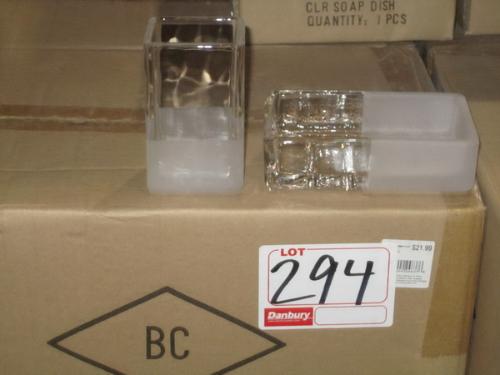 CLR SOAP DISH
QUANTITY: 1 PCS
$21.99
LOT
294
Danbury
BC